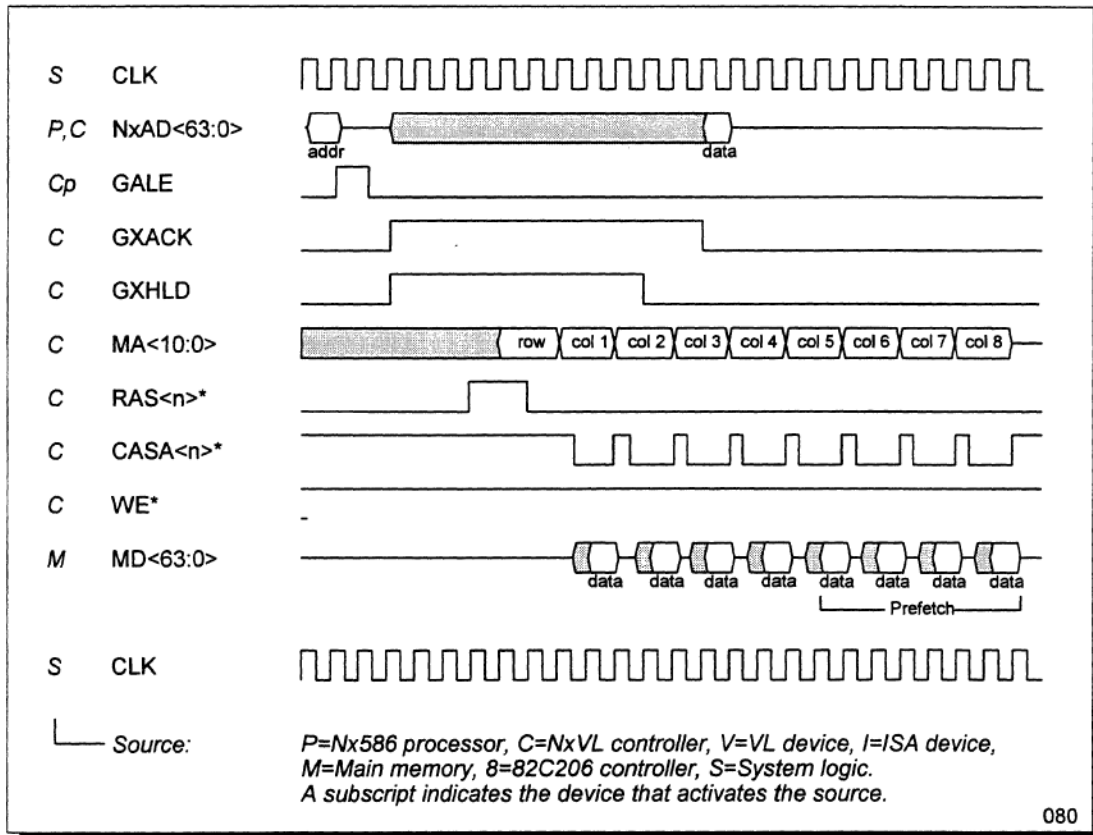 S CLK
P,C NxAD<63:0>
addr data
Cp GALE
C GXACK
C GXHLD
C MA<10:0> row col 1 col 2 col 3 col 4 col 5 col 6 col 7 col 8
C RAS<n>*
C CASA<n>*
C WE*
M MD<63:0>
data data data data data data data data
Prefetch
S CLK
Source: P=Nx586 processor, C=NxVL controller, V=VL device, I=ISA device,
M=Main memory, 8=82C206 controller, S=System logic.
A subscript indicates the device that activates the source.
080